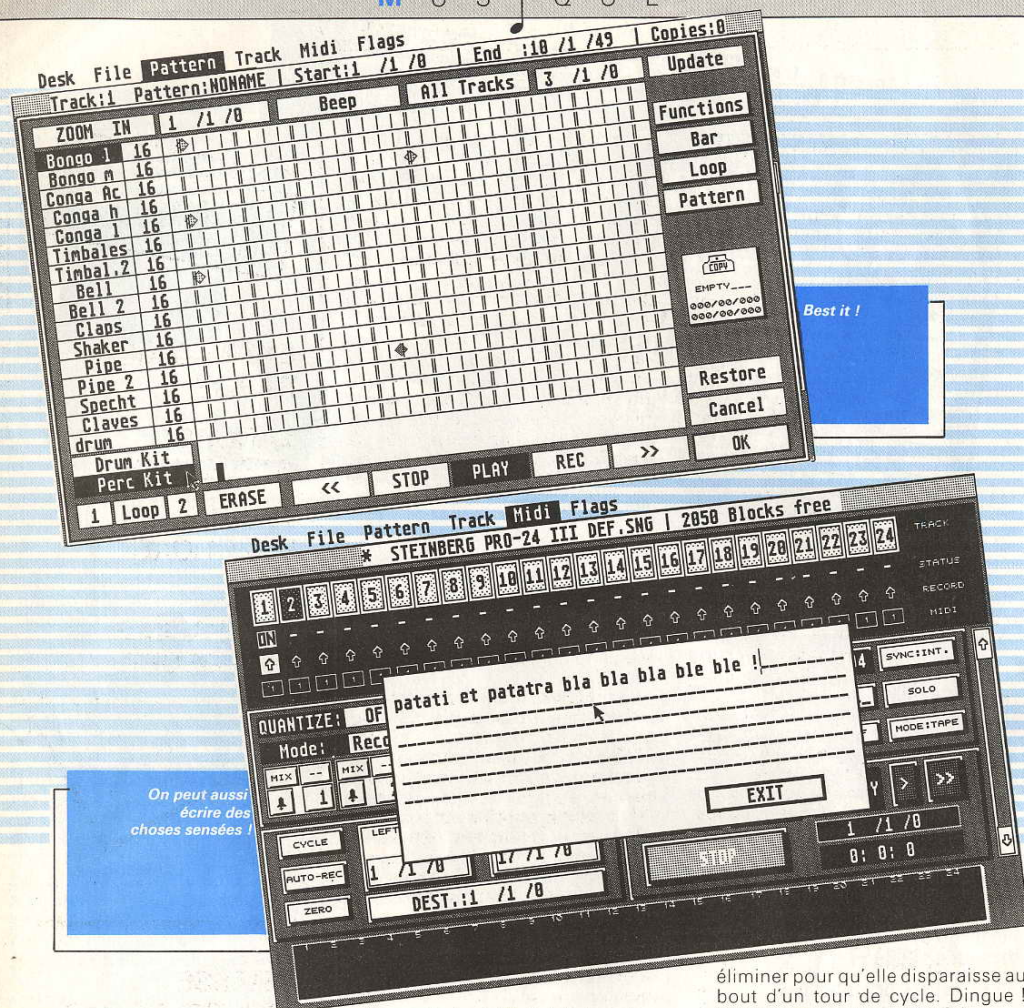 M U S I Q U E
Desk File Pattern Track Midi Flags
Track:1 Pattern:NONAME | Start:1 /1 /0 | End :10 /1 /49 | Copies:0
ZOOM IN 1 /1 /0 Beep All Tracks 3 /1 /0 Update
Bongo l 16
Bongo m 16
Conga Ac 16
Conga h 16
Conga l 16
Timbales 16
Timbal.2 16
Bell 16
Bell 2 16
Claps 16
Shaker 16
Pipe 16
Pipe 2 16
Specht 16
Claves 16
drum 16
Drum Kit
Perc Kit
Functions
Bar
Loop
Pattern
COPY
EMPTY___
000/00/000
000/00/000
Restore
Cancel
1 Loop 2 ERASE << STOP PLAY REC >> OK
Best it !
Desk File Pattern Track Midi Flags
* STEINBERG PRO-24 III DEF.SNG | 2050 Blocks free
1 2 3 4 5 6 7 8 9 10 11 12 13 14 15 16 17 18 19 20 21 22 23 24 TRACK
ON STATUS
RECORD
MIDI
patati et patatra bla bla bla ble ble !
EXIT
QUANTIZE: OF
Mode: Reco
MIX -- MIX
1
SYNC:INT.
SOLO
MODE:TAPE
> >>
CYCLE LEFT
AUTO-REC 1 /1 /0 17 /1 /0
ZERO DEST.:1 /1 /0
STOP
1 /1 /0
0: 0: 0
On peut aussi
écrire des
choses sensées !
éliminer pour qu'elle disparaisse au
bout d'un tour de cycle. Dingue !